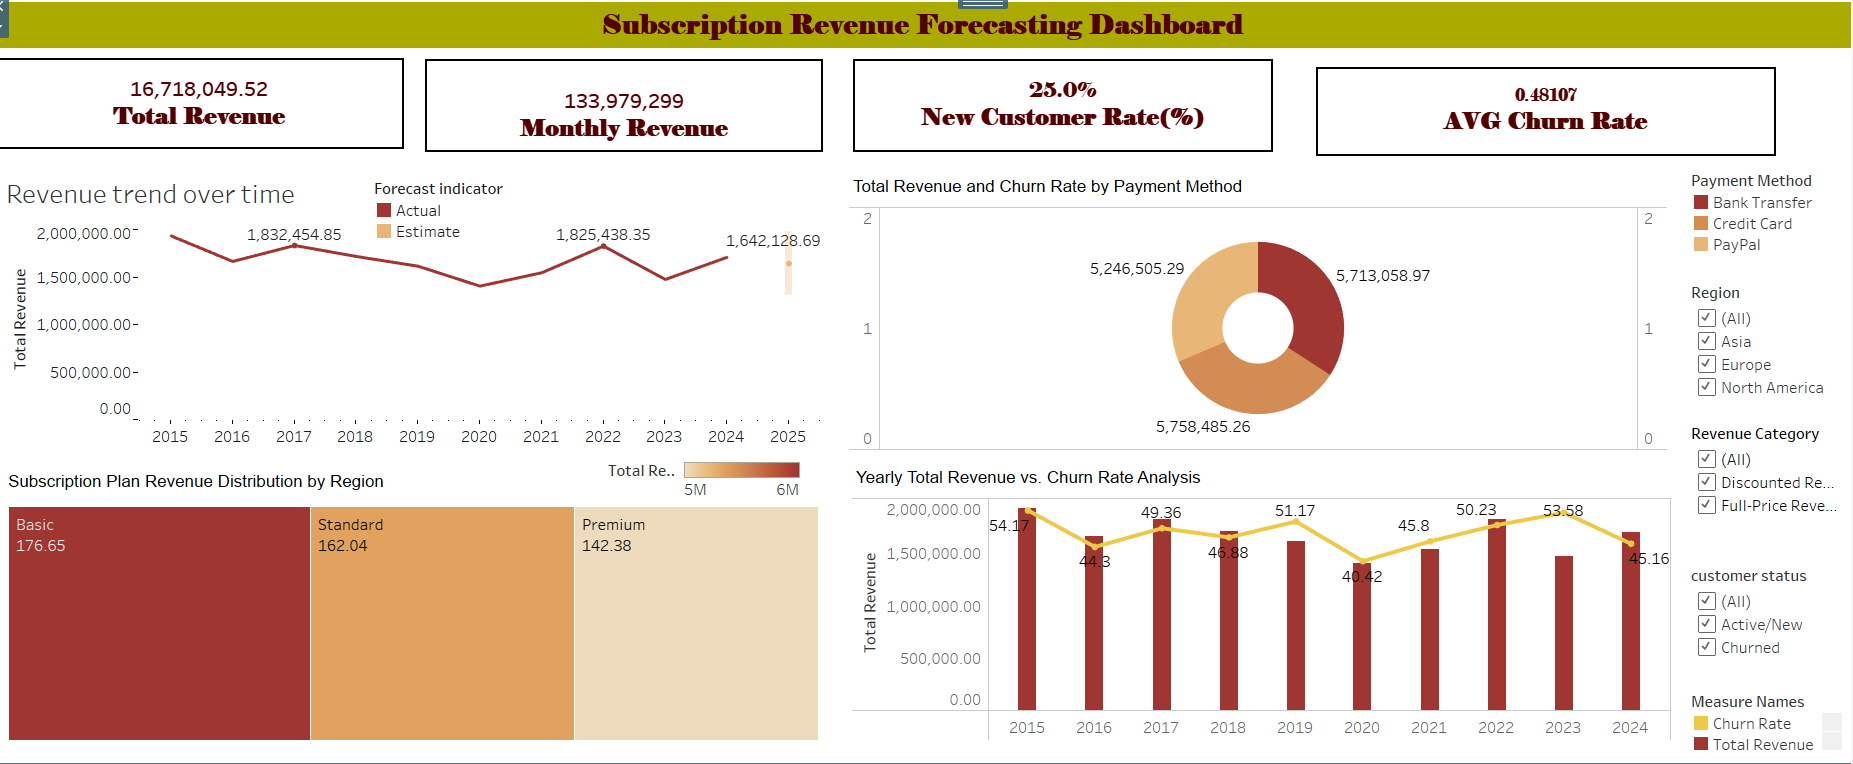 Subscription Revenue Forecasting Dashboard
16,718,049.52
Total Revenue
133,979,299
Monthly Revenue
25.0%
New Customer Rate(%)
0.48107
AVG Churn Rate
Revenue trend over time
Forecast indicator
Actual
Estimate
Total Revenue
2,000,000.00
1,500,000.00
1,000,000.00
500,000.00
0.00
1,832,454.85
1,825,438.35
1,642,128.69
2015 2016 2017 2018 2019 2020 2021 2022 2023 2024 2025
Total Revenue and Churn Rate by Payment Method
2
1
0
5,246,505.29
5,713,058.97
5,758,485.26
2
1
0
Payment Method
Bank Transfer
Credit Card
PayPal
Region
(All)
Asia
Europe
North America
Revenue Category
(All)
Discounted Re...
Full-Price Reve...
customer status
(All)
Active/New
Churned
Measure Names
Churn Rate
Total Revenue
Subscription Plan Revenue Distribution by Region
Total Re..
5M 6M
Basic
176.65
Standard
162.04
Premium
142.38
Yearly Total Revenue vs. Churn Rate Analysis
Total Revenue
2,000,000.00
1,500,000.00
1,000,000.00
500,000.00
0.00
54.17
44.3
49.36
46.88
51.17
40.42
45.8
50.23
53.58
45.16
2015 2016 2017 2018 2019 2020 2021 2022 2023 2024